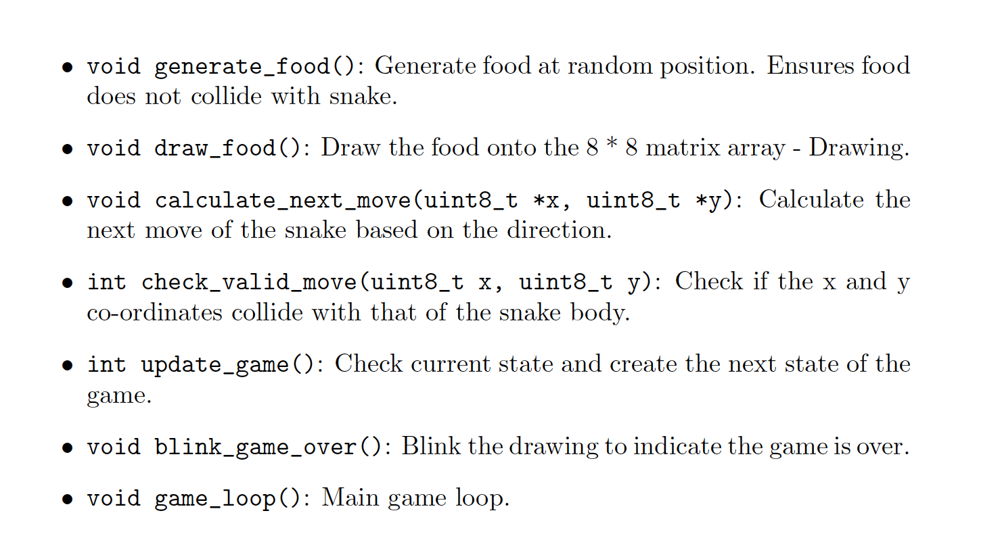 • void generate_food(): Generate food at random position. Ensures food
does not collide with snake.
• void draw_food(): Draw the food onto the 8 * 8 matrix array - Drawing.
• void calculate_next_move(uint8_t *x, uint8_t *y): Calculate the
next move of the snake based on the direction.
• int check_valid_move(uint8_t x, uint8_t y): Check if the x and y
co-ordinates collide with that of the snake body.
• int update_game(): Check current state and create the next state of the
game.
• void blink_game_over(): Blink the drawing to indicate the game is over.
• void game_loop(): Main game loop.